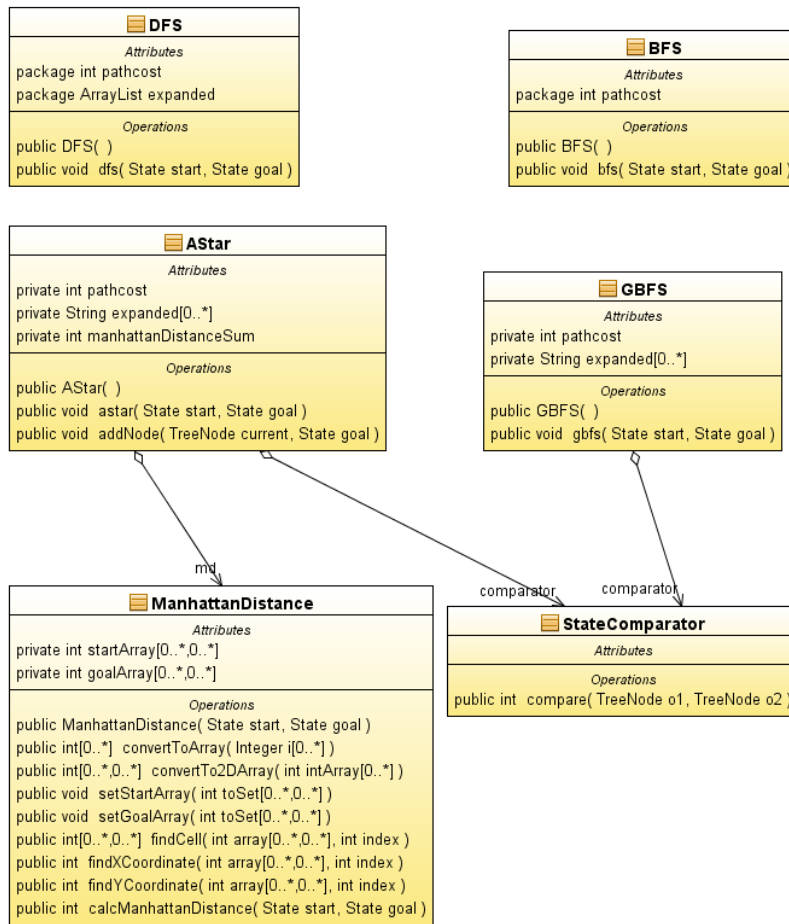 DFS
Attributes
package int pathcost
package ArrayList expanded
Operations
public DFS( )
public void dfs( State start, State goal )
BFS
Attributes
package int pathcost
Operations
public BFS( )
public void bfs( State start, State goal )
AStar
Attributes
private int pathcost
private String expanded[0..*]
private int manhattanDistanceSum
Operations
public AStar( )
public void astar( State start, State goal )
public void addNode( TreeNode current, State goal )
GBFS
Attributes
private int pathcost
private String expanded[0..*]
Operations
public GBFS( )
public void gbfs( State start, State goal )
md
comparator
comparator
ManhattanDistance
Attributes
private int startArray[0..*,0..*]
private int goalArray[0..*,0..*]
Operations
public ManhattanDistance( State start, State goal )
public int[0..*] convertToArray( Integer i[0..*] )
public int[0..*,0..*] convertTo2DArray( int intArray[0..*] )
public void setStartArray( int toSet[0..*,0..*] )
public void setGoalArray( int toSet[0..*,0..*] )
public int[0..*,0..*] findCell( int array[0..*,0..*], int index )
public int findXCoordinate( int array[0..*,0..*], int index )
public int findYCoordinate( int array[0..*,0..*], int index )
public int calcManhattanDistance( State start, State goal )
StateComparator
Attributes
Operations
public int compare( TreeNode o1, TreeNode o2 )